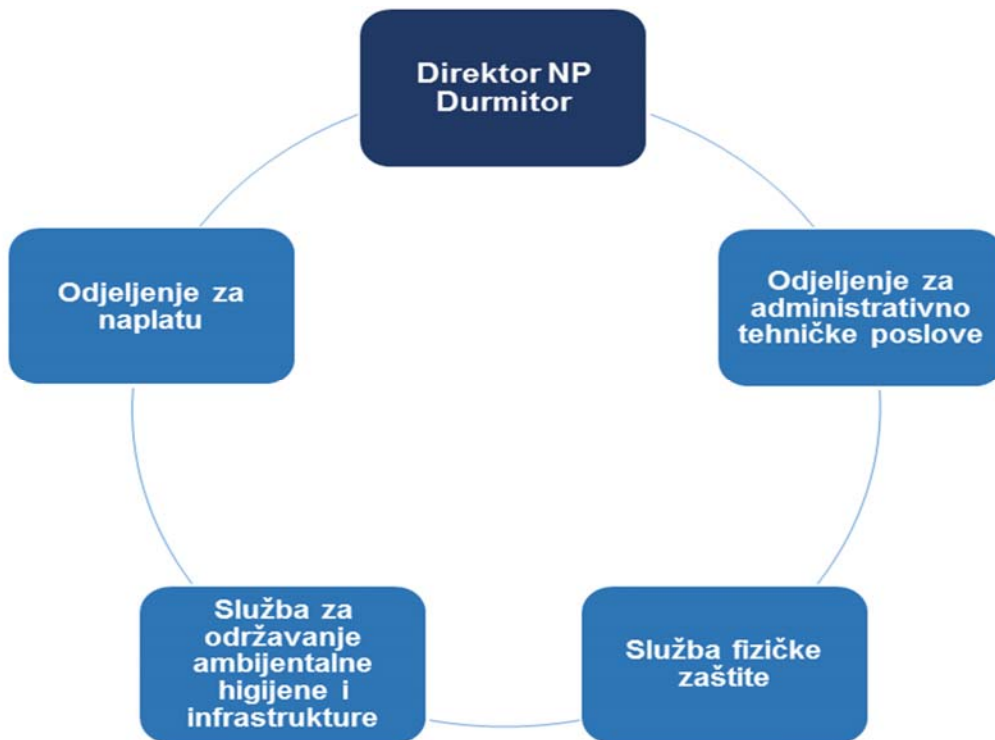 Direktor NP
Durmitor
Odjeljenje za
naplatu
Odjeljenje za
administrativno
tehničke poslove
Služba za
održavanje
ambijentalne
higijene i
infrastrukture
Služba fizičke
zaštite